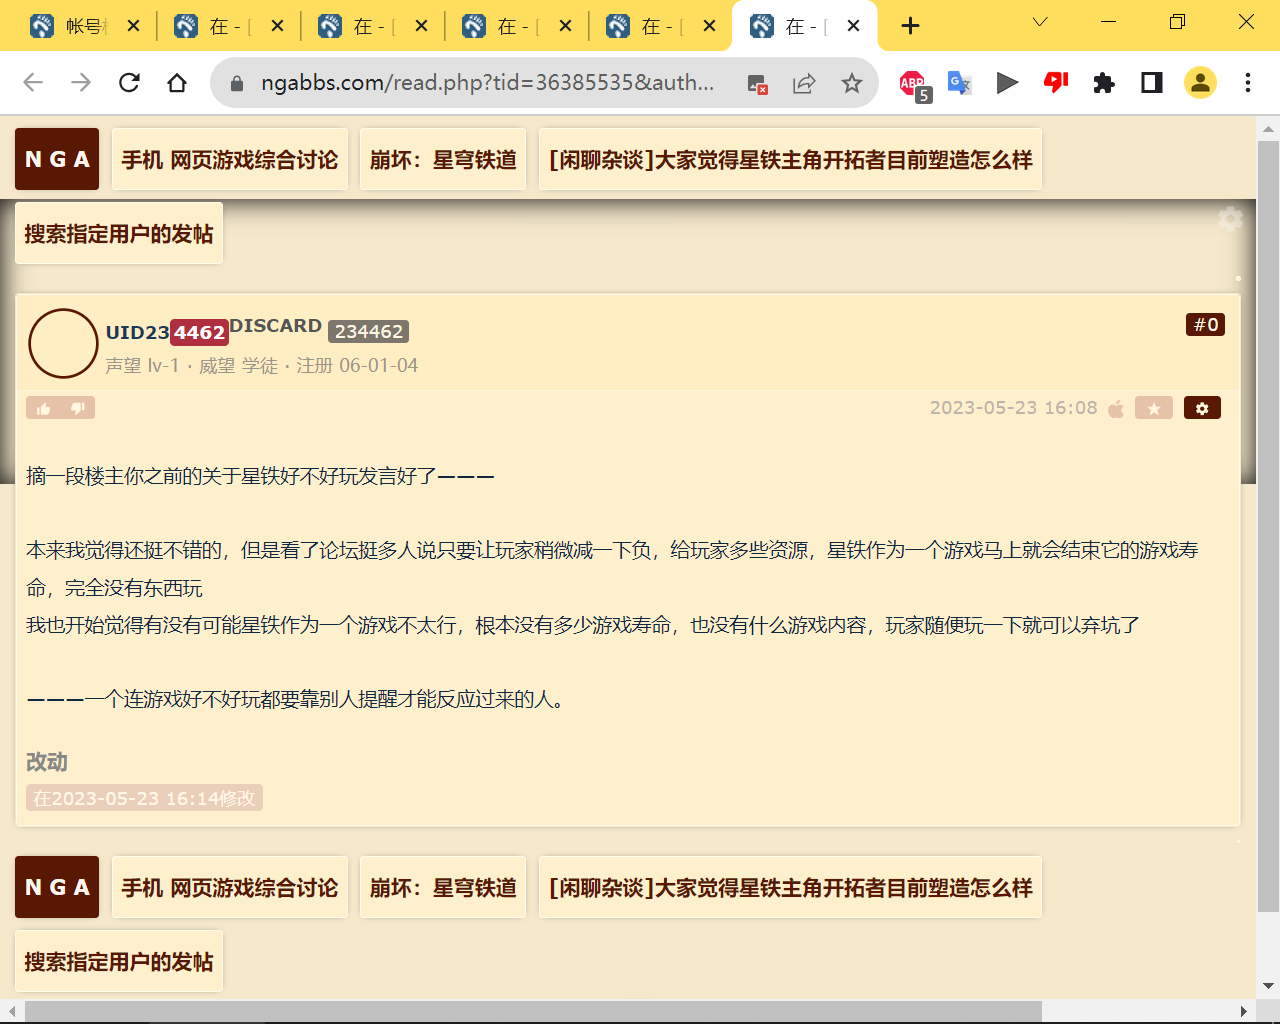 帐号
在 - [
在 - [
在 - [
在 - [
在 - [
ngabbs.com/read.php?tid=36385535&auth...
ABP
5
N G A
手机 网页游戏综合讨论
崩坏：星穹铁道
[闲聊杂谈]大家觉得星铁主角开拓者目前塑造怎么样
搜索指定用户的发帖
UID234462DISCARD 234462
#0
声望 lv-1 · 威望 学徒 · 注册 06-01-04
2023-05-23 16:08
摘一段楼主你之前的关于星铁好不好玩发言好了———
本来我觉得还挺不错的，但是看了论坛挺多人说只要让玩家稍微减一下负，给玩家多些资源，星铁作为一个游戏马上就会结束它的游戏寿
命，完全没有东西玩
我也开始觉得有没有可能星铁作为一个游戏不太行，根本没有多少游戏寿命，也没有什么游戏内容，玩家随便玩一下就可以弃坑了
———一个连游戏好不好玩都要靠别人提醒才能反应过来的人。
改动
在2023-05-23 16:14修改
N G A
手机 网页游戏综合讨论
崩坏：星穹铁道
[闲聊杂谈]大家觉得星铁主角开拓者目前塑造怎么样
搜索指定用户的发帖